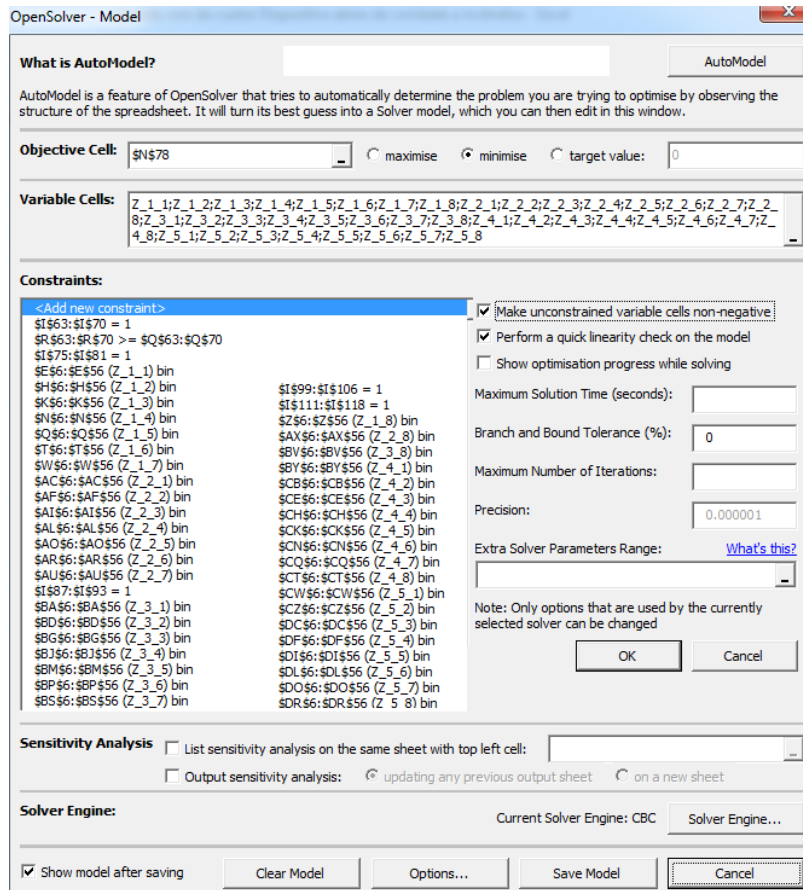 OpenSolver - Model
What is AutoModel?
AutoModel
AutoModel is a feature of OpenSolver that tries to automatically determine the problem you are trying to optimise by observing the
structure of the spreadsheet. It will turn its best guess into a Solver model, which you can then edit in this window.
Objective Cell: $N$78 _ maximise minimise target value: 0
Variable Cells: Z_1_1;Z_1_2;Z_1_3;Z_1_4;Z_1_5;Z_1_6;Z_1_7;Z_1_8;Z_2_1;Z_2_2;Z_2_3;Z_2_4;Z_2_5;Z_2_6;Z_2_7;Z_2_
8;Z_3_1;Z_3_2;Z_3_3;Z_3_4;Z_3_5;Z_3_6;Z_3_7;Z_3_8;Z_4_1;Z_4_2;Z_4_3;Z_4_4;Z_4_5;Z_4_6;Z_4_7;Z_
4_8;Z_5_1;Z_5_2;Z_5_3;Z_5_4;Z_5_5;Z_5_6;Z_5_7;Z_5_8
Constraints:
<Add new constraint>
$I$63:$I$70 = 1
$R$63:$R$70 >= $Q$63:$Q$70
$I$75:$I$81 = 1
$E$6:$E$56 (Z_1_1) bin
$H$6:$H$56 (Z_1_2) bin
$K$6:$K$56 (Z_1_3) bin
$N$6:$N$56 (Z_1_4) bin
$Q$6:$Q$56 (Z_1_5) bin
$T$6:$T$56 (Z_1_6) bin
$W$6:$W$56 (Z_1_7) bin
$AC$6:$AC$56 (Z_2_1) bin
$AF$6:$AF$56 (Z_2_2) bin
$AI$6:$AI$56 (Z_2_3) bin
$AL$6:$AL$56 (Z_2_4) bin
$AO$6:$AO$56 (Z_2_5) bin
$AR$6:$AR$56 (Z_2_6) bin
$AU$6:$AU$56 (Z_2_7) bin
$I$87:$I$93 = 1
$BA$6:$BA$56 (Z_3_1) bin
$BD$6:$BD$56 (Z_3_2) bin
$BG$6:$BG$56 (Z_3_3) bin
$BJ$6:$BJ$56 (Z_3_4) bin
$BM$6:$BM$56 (Z_3_5) bin
$BP$6:$BP$56 (Z_3_6) bin
$BS$6:$BS$56 (Z_3_7) bin
$I$99:$I$106 = 1
$I$111:$I$118 = 1
$Z$6:$Z$56 (Z_1_8) bin
$AX$6:$AX$56 (Z_2_8) bin
$BV$6:$BV$56 (Z_3_8) bin
$BY$6:$BY$56 (Z_4_1) bin
$CB$6:$CB$56 (Z_4_2) bin
$CE$6:$CE$56 (Z_4_3) bin
$CH$6:$CH$56 (Z_4_4) bin
$CK$6:$CK$56 (Z_4_5) bin
$CN$6:$CN$56 (Z_4_6) bin
$CQ$6:$CQ$56 (Z_4_7) bin
$CT$6:$CT$56 (Z_4_8) bin
$CW$6:$CW$56 (Z_5_1) bin
$CZ$6:$CZ$56 (Z_5_2) bin
$DC$6:$DC$56 (Z_5_3) bin
$DF$6:$DF$56 (Z_5_4) bin
$DI$6:$DI$56 (Z_5_5) bin
$DL$6:$DL$56 (Z_5_6) bin
$DO$6:$DO$56 (Z_5_7) bin
$DR$6:$DR$56 (Z_5_8) bin
Make unconstrained variable cells non-negative
Perform a quick linearity check on the model
Show optimisation progress while solving
Maximum Solution Time (seconds):
Branch and Bound Tolerance (%): 0
Maximum Number of Iterations:
Precision: 0.000001
Extra Solver Parameters Range: What's this?
Note: Only options that are used by the currently
selected solver can be changed
OK Cancel
Sensitivity Analysis List sensitivity analysis on the same sheet with top left cell:
Output sensitivity analysis: updating any previous output sheet on a new sheet
Solver Engine: Current Solver Engine: CBC Solver Engine...
Show model after saving Clear Model Options... Save Model Cancel